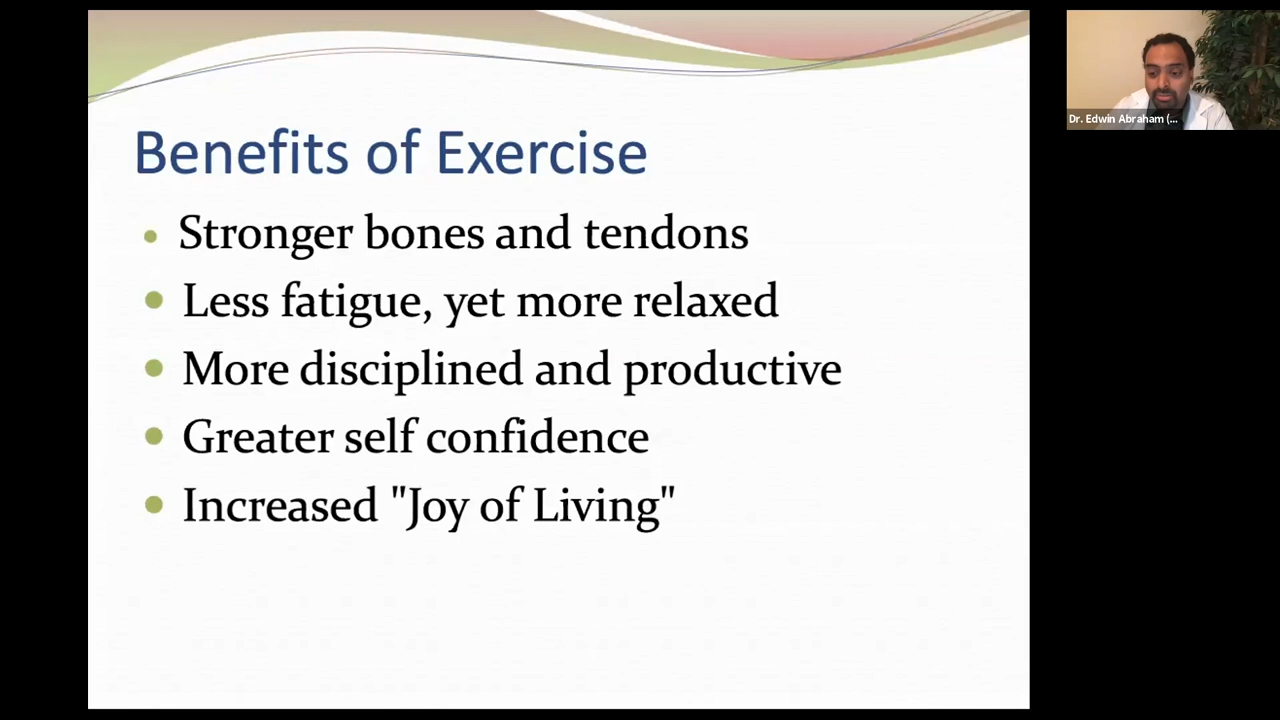 Benefits of Exercise
Stronger bones and tendons
Less fatigue, yet more relaxed
More disciplined and productive
Greater self confidence
Increased "Joy of Living"
Dr. Edwin Abraham (...